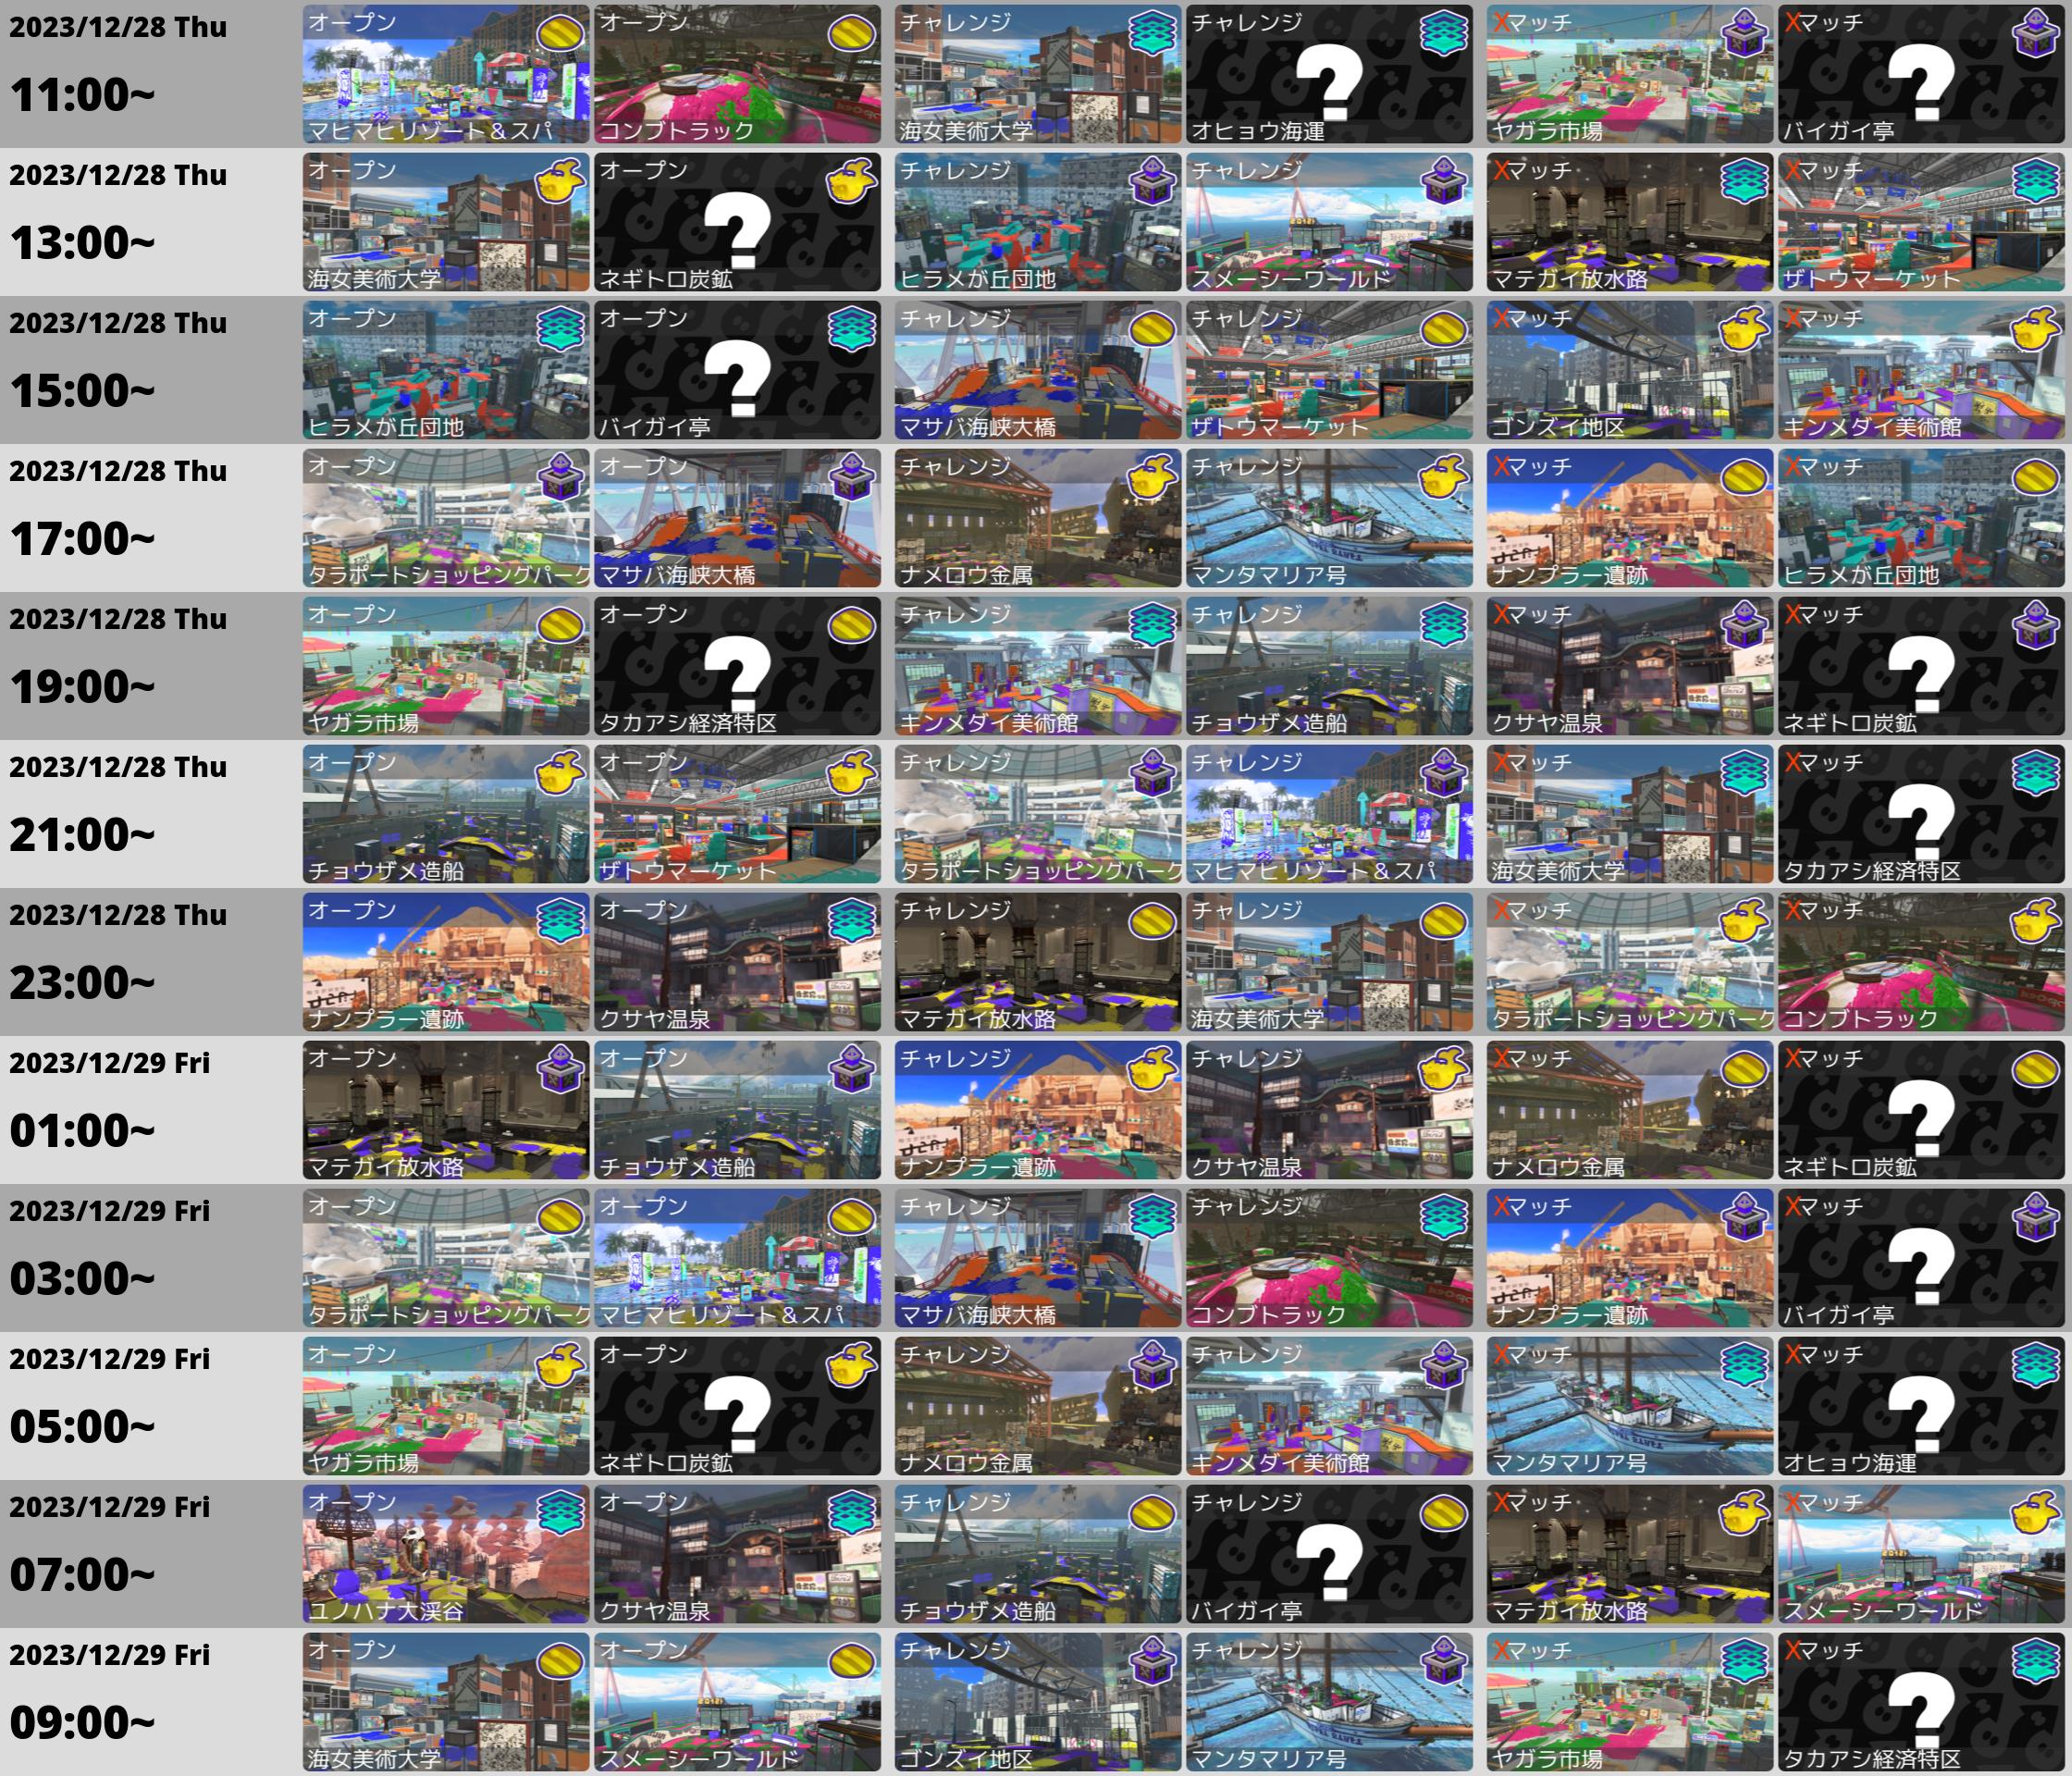 2023/12/28 Thu
11:00~
オープン
マヒマヒリゾート＆スパ
オープン
コンブトラック
チャレンジ
海女美術大学
チャレンジ
?
オヒョウ海運
Xマッチ
ヤガラ市場
Xマッチ
?
バイガイ亭
2023/12/28 Thu
13:00~
オープン
海女美術大学
オープン
?
ネギトロ炭鉱
チャレンジ
ヒラメが丘団地
チャレンジ
スメーシーワールド
Xマッチ
マテガイ放水路
Xマッチ
ザトウマーケット
2023/12/28 Thu
15:00~
オープン
ヒラメが丘団地
オープン
?
バイガイ亭
チャレンジ
マサバ海峡大橋
チャレンジ
ザトウマーケット
Xマッチ
ゴンズイ地区
Xマッチ
キンメダイ美術館
2023/12/28 Thu
17:00~
オープン
タラポートショッピングパーク
オープン
マサバ海峡大橋
チャレンジ
ナメロウ金属
チャレンジ
マンタマリア号
Xマッチ
ナンプラー遺跡
Xマッチ
ヒラメが丘団地
2023/12/28 Thu
19:00~
オープン
ヤガラ市場
オープン
?
タカアシ経済特区
チャレンジ
キンメダイ美術館
チャレンジ
チョウザメ造船
Xマッチ
クサヤ温泉
Xマッチ
?
ネギトロ炭鉱
2023/12/28 Thu
21:00~
オープン
チョウザメ造船
オープン
ザトウマーケット
チャレンジ
タラポートショッピングパーク
チャレンジ
マヒマヒリゾート＆スパ
Xマッチ
海女美術大学
Xマッチ
?
タカアシ経済特区
2023/12/28 Thu
23:00~
オープン
ナンプラー遺跡
オープン
クサヤ温泉
チャレンジ
マテガイ放水路
チャレンジ
海女美術大学
Xマッチ
タラポートショッピングパーク
Xマッチ
コンブトラック
2023/12/29 Fri
01:00~
オープン
マテガイ放水路
オープン
チョウザメ造船
チャレンジ
ナンプラー遺跡
チャレンジ
クサヤ温泉
Xマッチ
ナメロウ金属
Xマッチ
?
ネギトロ炭鉱
2023/12/29 Fri
03:00~
オープン
タラポートショッピングパーク
オープン
マヒマヒリゾート＆スパ
チャレンジ
マサバ海峡大橋
チャレンジ
コンブトラック
Xマッチ
ナンプラー遺跡
Xマッチ
?
バイガイ亭
2023/12/29 Fri
05:00~
オープン
ヤガラ市場
オープン
?
ネギトロ炭鉱
チャレンジ
ナメロウ金属
チャレンジ
キンメダイ美術館
Xマッチ
マンタマリア号
Xマッチ
?
オヒョウ海運
2023/12/29 Fri
07:00~
オープン
ユノハナ大渓谷
オープン
クサヤ温泉
チャレンジ
チョウザメ造船
チャレンジ
?
バイガイ亭
Xマッチ
マテガイ放水路
Xマッチ
スメーシーワールド
2023/12/29 Fri
09:00~
オープン
海女美術大学
オープン
スメーシーワールド
チャレンジ
ゴンズイ地区
チャレンジ
マンタマリア号
Xマッチ
ヤガラ市場
Xマッチ
?
タカアシ経済特区